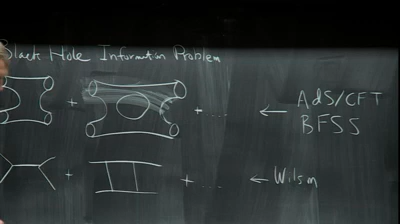 Black Hole Information Problem
+ + .... ← AdS/CFT
BFSS
+ + .... ← Wilson